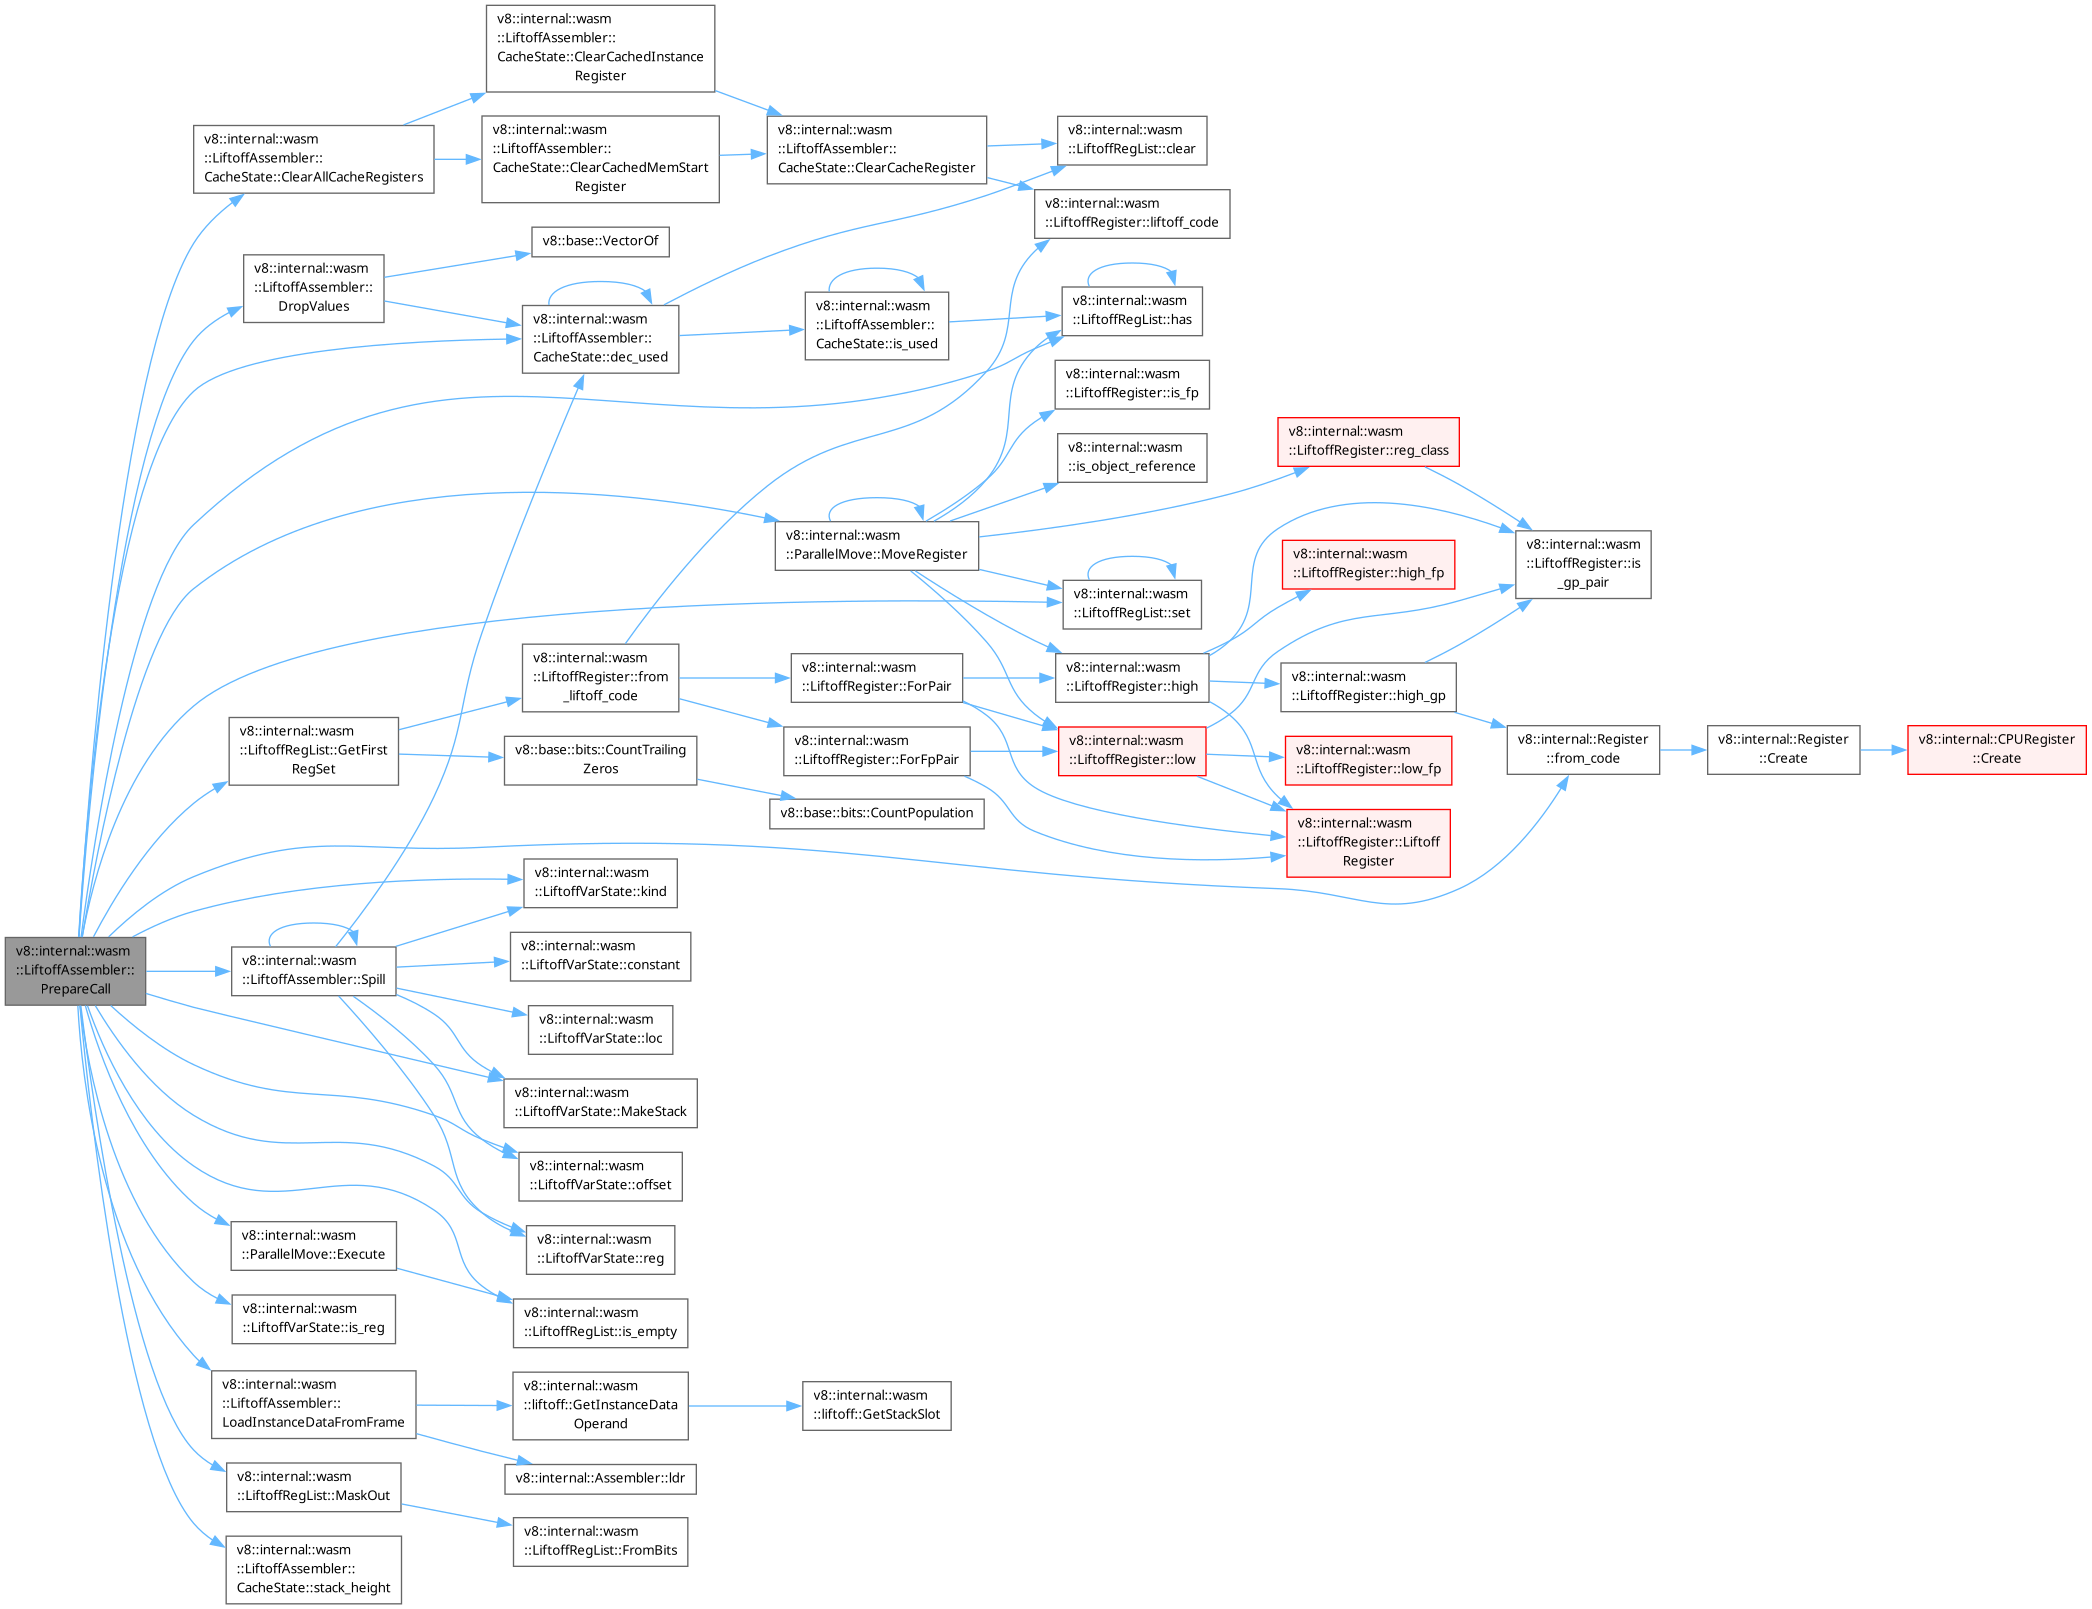 v8::internal::wasm
::LiftoffAssembler::
PrepareCall
v8::internal::wasm
::LiftoffAssembler::
CacheState::ClearAllCacheRegisters
v8::internal::wasm
::LiftoffAssembler::
CacheState::ClearCachedInstance
Register
v8::internal::wasm
::LiftoffAssembler::
CacheState::ClearCachedMemStart
Register
v8::internal::wasm
::LiftoffAssembler::
CacheState::ClearCacheRegister
v8::internal::wasm
::LiftoffRegList::clear
v8::internal::wasm
::LiftoffRegister::liftoff_code
v8::internal::wasm
::LiftoffAssembler::
DropValues
v8::base::VectorOf
v8::internal::wasm
::LiftoffAssembler::
CacheState::dec_used
v8::internal::wasm
::LiftoffAssembler::
CacheState::is_used
v8::internal::wasm
::LiftoffRegList::has
v8::internal::wasm
::LiftoffRegister::is_fp
v8::internal::wasm
::is_object_reference
v8::internal::wasm
::LiftoffRegister::reg_class
v8::internal::wasm
::ParallelMove::MoveRegister
v8::internal::wasm
::LiftoffRegister::is
_gp_pair
v8::internal::wasm
::LiftoffRegister::high_fp
v8::internal::wasm
::LiftoffRegList::set
v8::internal::wasm
::LiftoffRegister::from
_liftoff_code
v8::internal::wasm
::LiftoffRegister::ForPair
v8::internal::wasm
::LiftoffRegister::high
v8::internal::wasm
::LiftoffRegister::high_gp
v8::internal::wasm
::LiftoffRegList::GetFirst
RegSet
v8::base::bits::CountTrailing
Zeros
v8::internal::wasm
::LiftoffRegister::ForFpPair
v8::internal::wasm
::LiftoffRegister::low
v8::internal::wasm
::LiftoffRegister::low_fp
v8::internal::Register
::from_code
v8::internal::Register
::Create
v8::internal::CPURegister
::Create
v8::base::bits::CountPopulation
v8::internal::wasm
::LiftoffRegister::Liftoff
Register
v8::internal::wasm
::LiftoffVarState::kind
v8::internal::wasm
::LiftoffAssembler::Spill
v8::internal::wasm
::LiftoffVarState::constant
v8::internal::wasm
::LiftoffVarState::loc
v8::internal::wasm
::LiftoffVarState::MakeStack
v8::internal::wasm
::LiftoffVarState::offset
v8::internal::wasm
::LiftoffVarState::reg
v8::internal::wasm
::ParallelMove::Execute
v8::internal::wasm
::LiftoffRegList::is_empty
v8::internal::wasm
::LiftoffVarState::is_reg
v8::internal::wasm
::LiftoffAssembler::
LoadInstanceDataFromFrame
v8::internal::wasm
::liftoff::GetInstanceData
Operand
v8::internal::wasm
::liftoff::GetStackSlot
v8::internal::Assembler::ldr
v8::internal::wasm
::LiftoffRegList::MaskOut
v8::internal::wasm
::LiftoffRegList::FromBits
v8::internal::wasm
::LiftoffAssembler::
CacheState::stack_height